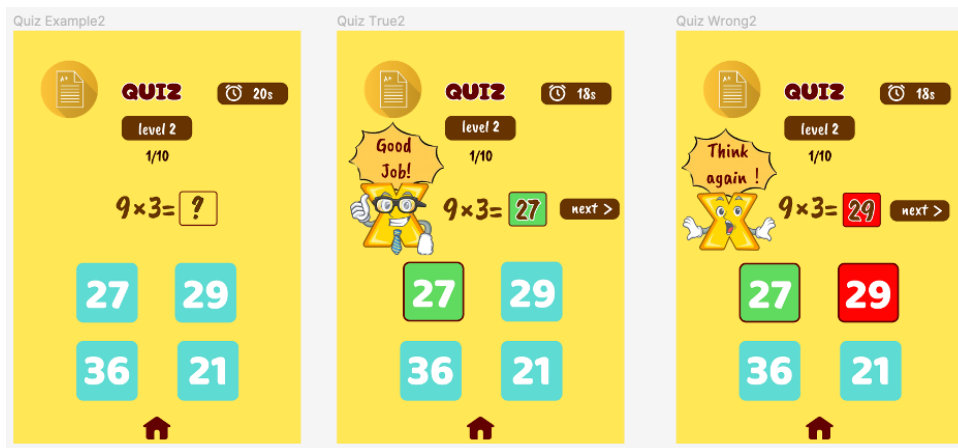 Quiz Example2
A+
QUIZ
20s
level 2
1/10
9×3= ?
27 29
36 21
Quiz True2
A+
QUIZ
18s
level 2
1/10
Good
Job!
9×3= 27
next >
27 29
36 21
Quiz Wrong2
A+
QUIZ
18s
level 2
1/10
Think
again !
9×3= 29
next >
27 29
36 21